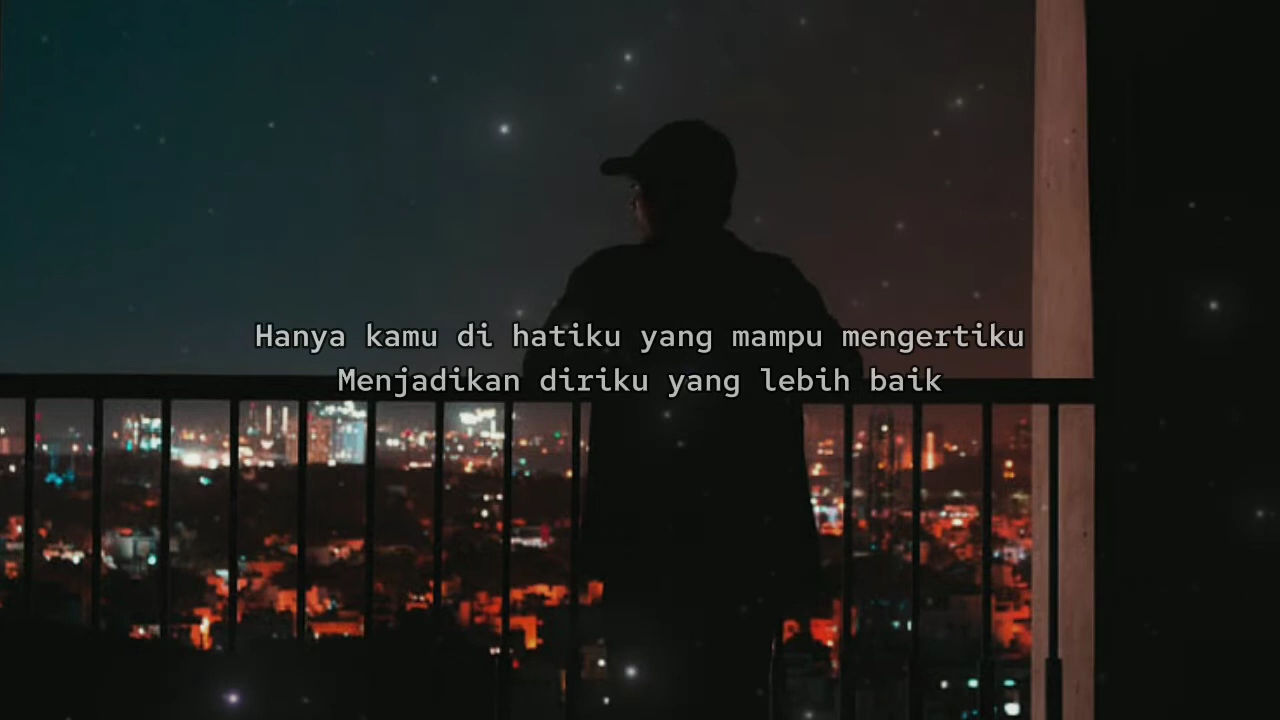 Hanya kamu di hatiku yang mampu mengertiku
Menjadikan diriku yang lebih baik